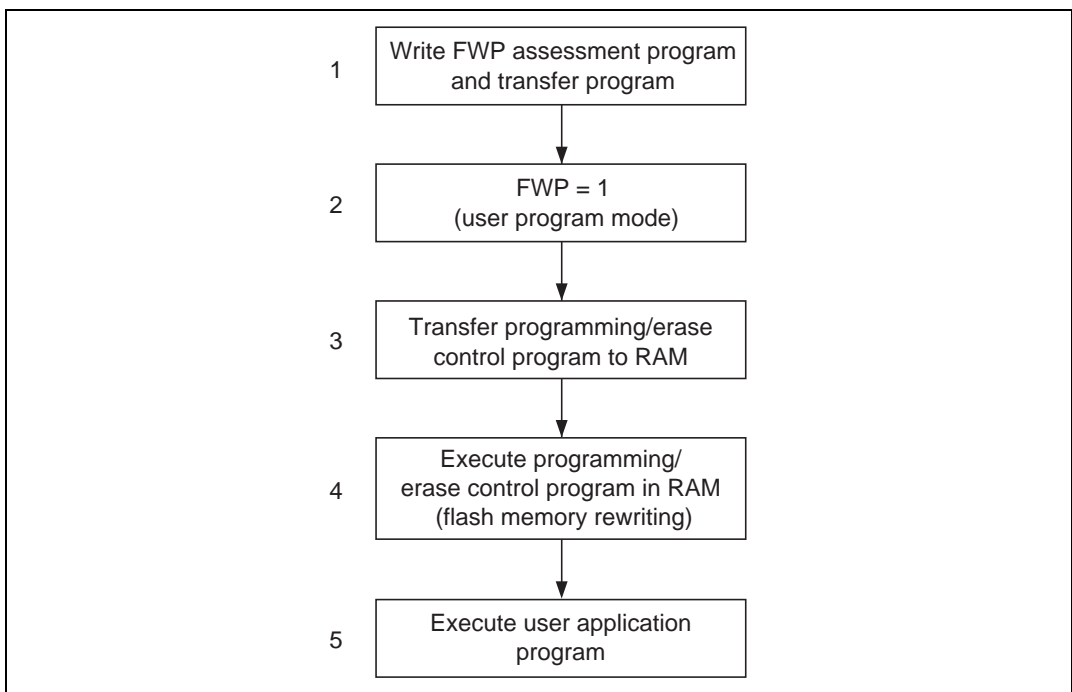 1
Write FWP assessment program
and transfer program
2
FWP = 1
(user program mode)
3
Transfer programming/erase
control program to RAM
4
Execute programming/
erase control program in RAM
(flash memory rewriting)
5
Execute user application
program